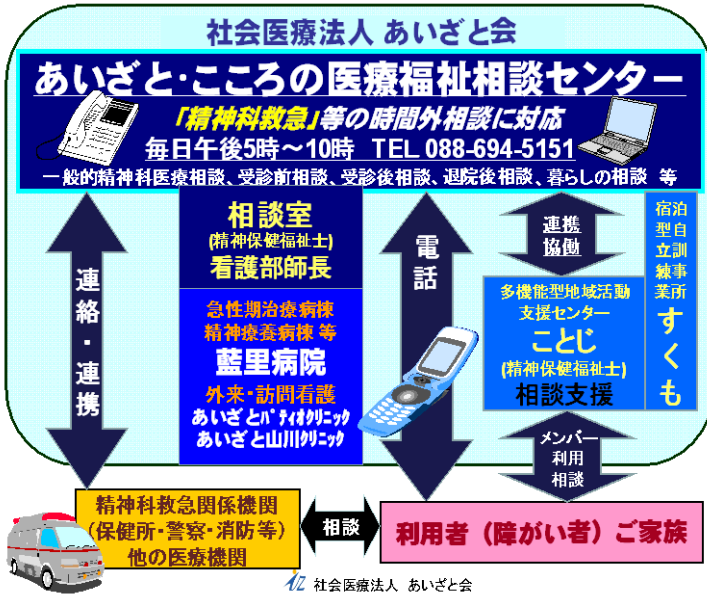 社会医療法人 あいざと会
あいざと・こころの医療福祉相談センター
「精神科救急」等の時間外相談に対応
毎日午後5時～10時 TEL 088-694-5151
一般的精神科医療相談、受診前相談、受診後相談、退院後相談、暮らしの相談 等
連絡・連携
相談室
(精神保健福祉士)
看護部師長
急性期治療病棟
精神療養病棟 等
藍里病院
外来・訪問看護
あいざとパティオクリニック
あいざと山川クリニック
電話
連携
協働
多機能型地域活動
支援センター
ことじ
(精神保健福祉士)
相談支援
宿泊型自立訓練事業所
すくも
メンバー
利用
相談
精神科救急関係機関
(保健所・警察・消防等)
他の医療機関
相談
利用者（障がい者）ご家族
社会医療法人 あいざと会